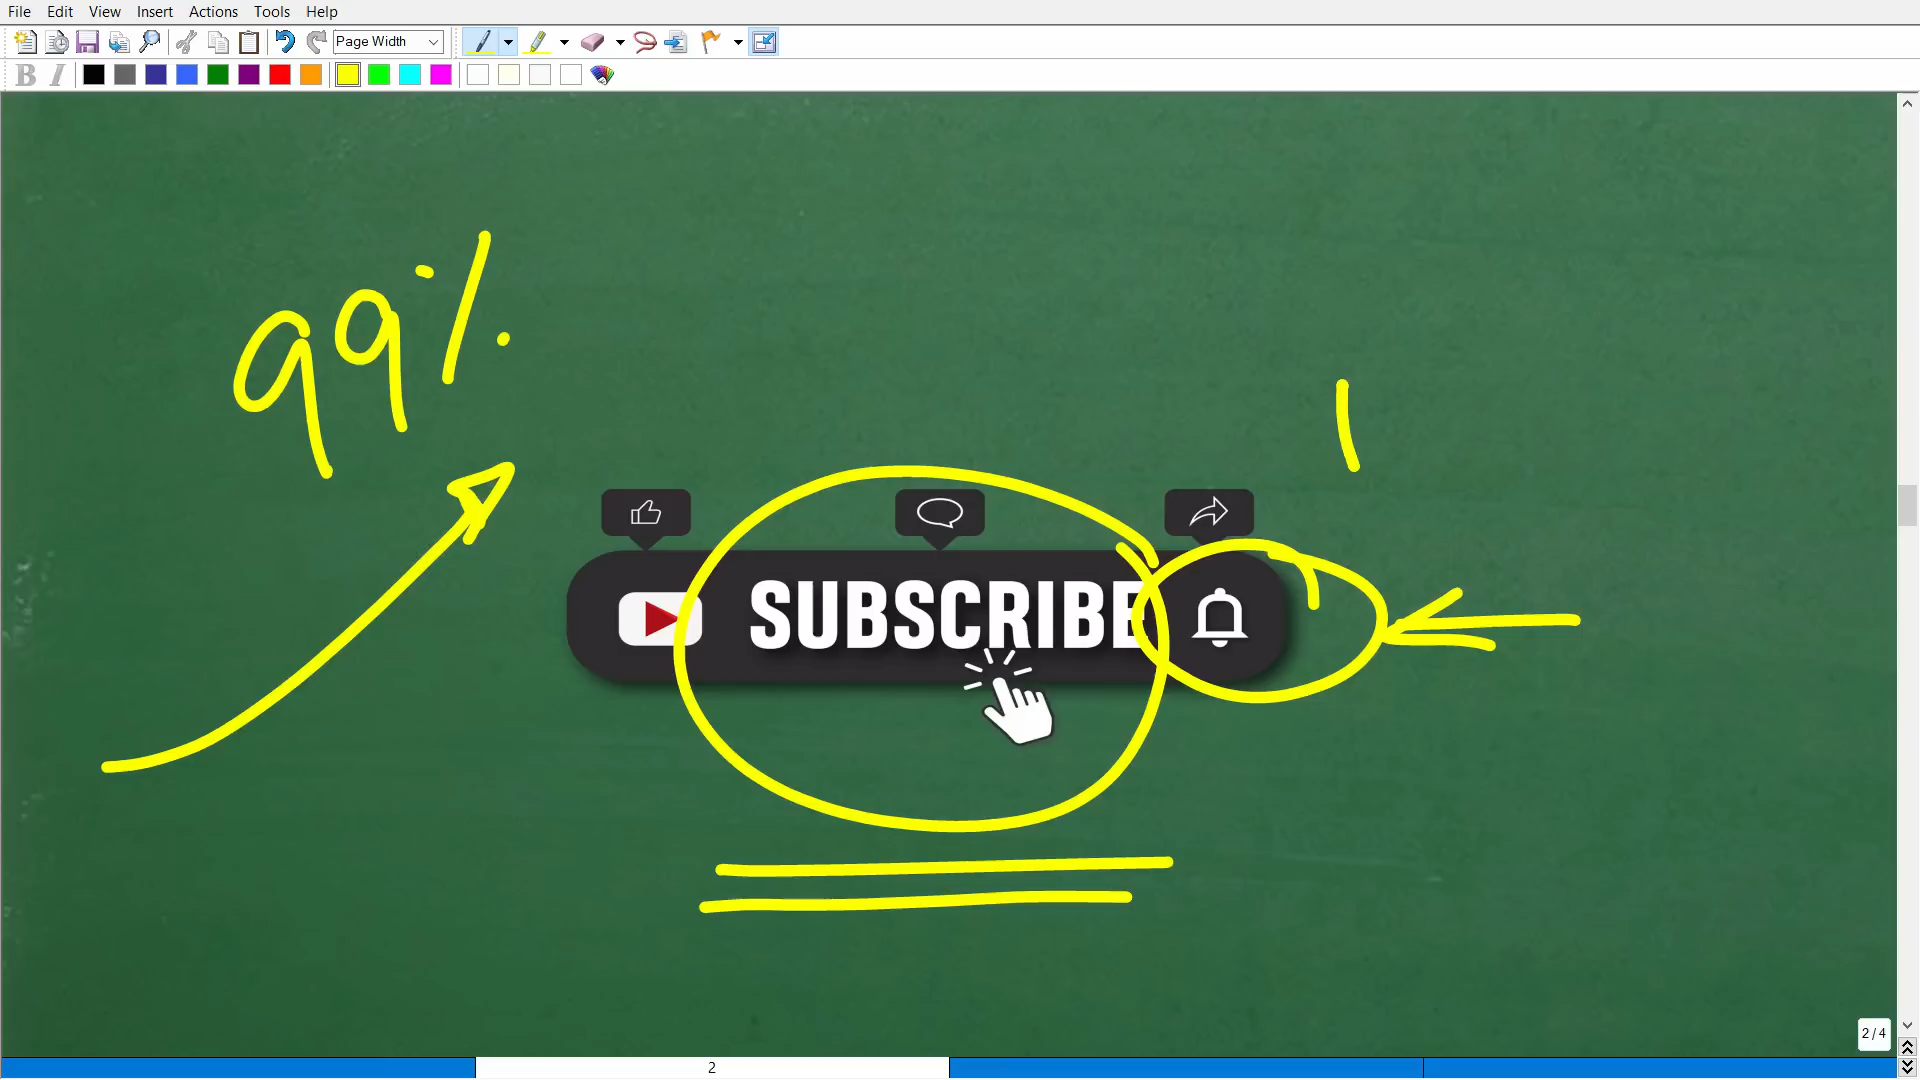 File Edit View Insert Actions Tools Help
Page Width
B I
99%
SUBSCRIBE
2 / 4
2